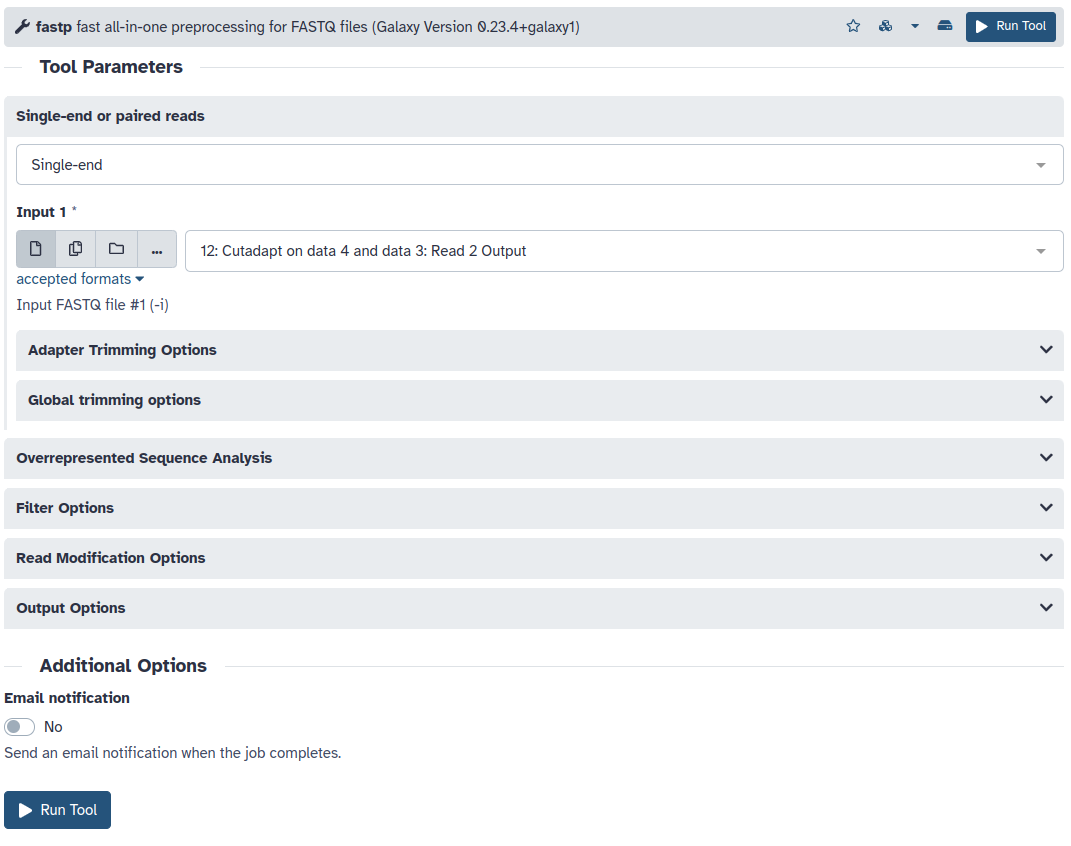 fastp fast all-in-one preprocessing for FASTQ files (Galaxy Version 0.23.4+galaxy1)
Run Tool
Tool Parameters
Single-end or paired reads
Single-end
Input 1 *
...
12: Cutadapt on data 4 and data 3: Read 2 Output
accepted formats
Input FASTQ file #1 (-i)
Adapter Trimming Options
Global trimming options
Overrepresented Sequence Analysis
Filter Options
Read Modification Options
Output Options
Additional Options
Email notification
No
Send an email notification when the job completes.
Run Tool